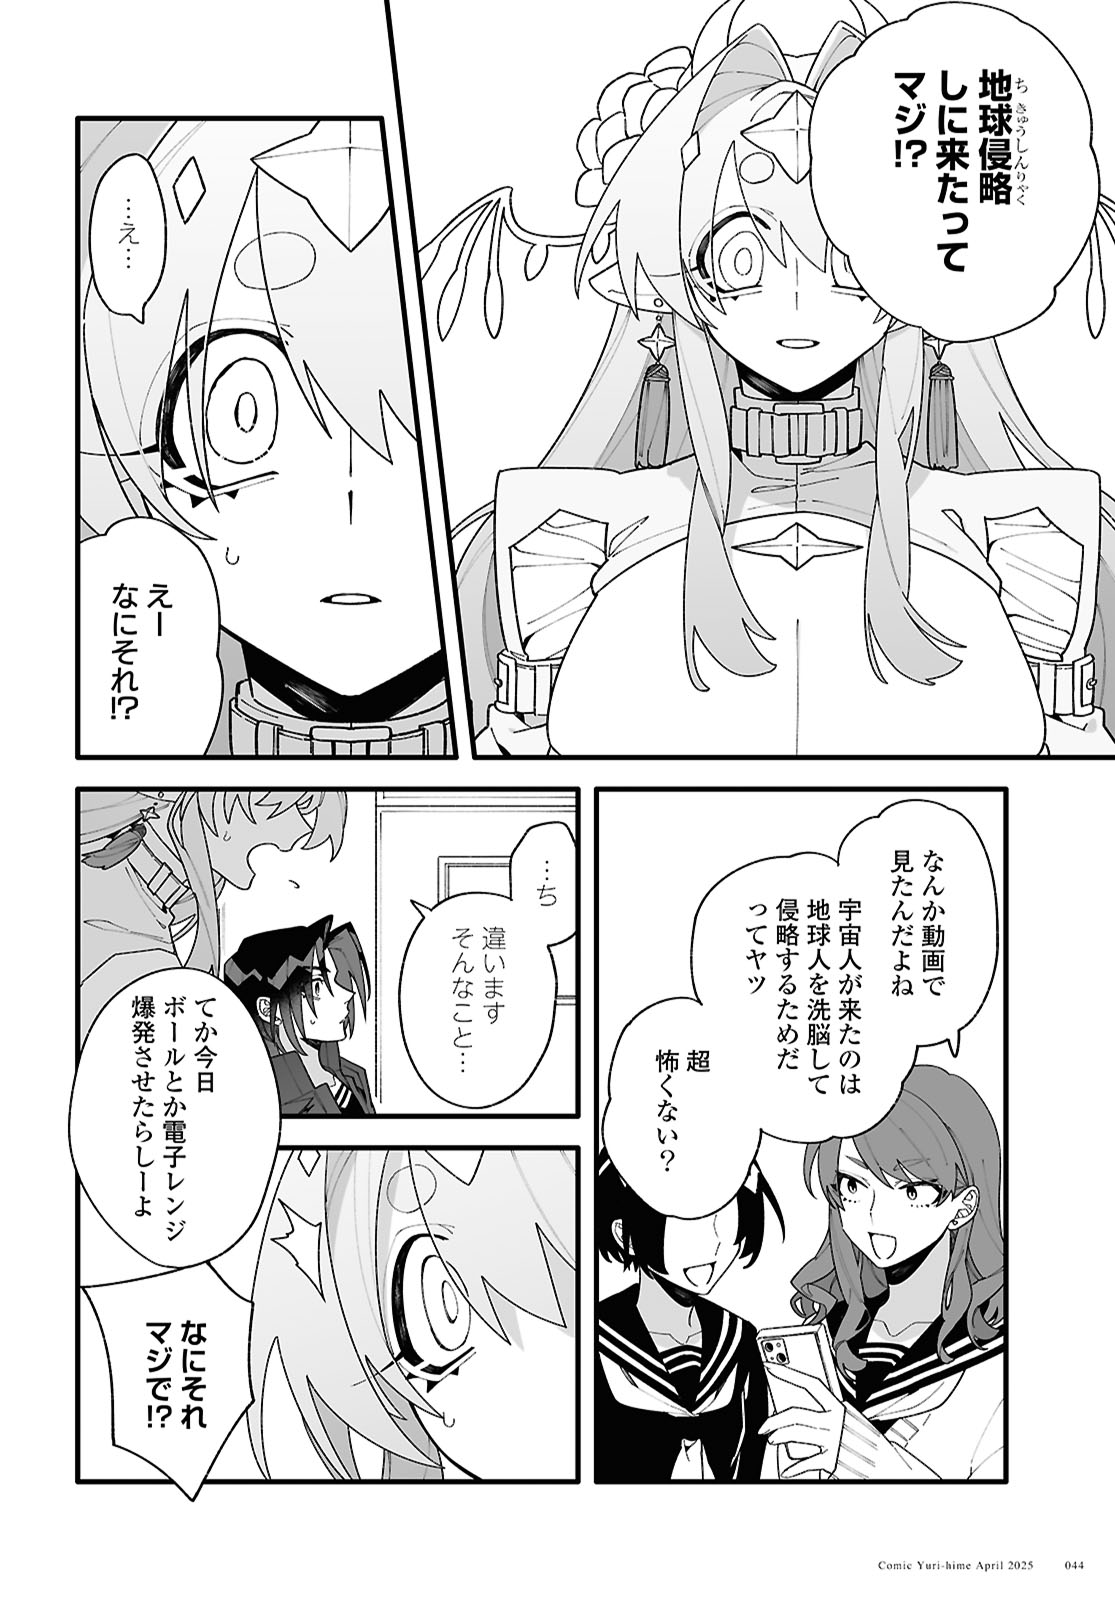 地球侵略
しに来たって
マジ!?
ちきゅうしんりゃく
…え…
えー
なにそれ!?
なんか動画で
見たんだよね
宇宙人が来たのは
地球人を洗脳して
侵略するためだ
ってヤツ
超
怖くない？
…ち
違います
そんなこと…
てか今日
ボールとか電子レンジ
爆発させたらしーよ
なにそれ
マジで!?
Comic Yuri-hime April 2025
044